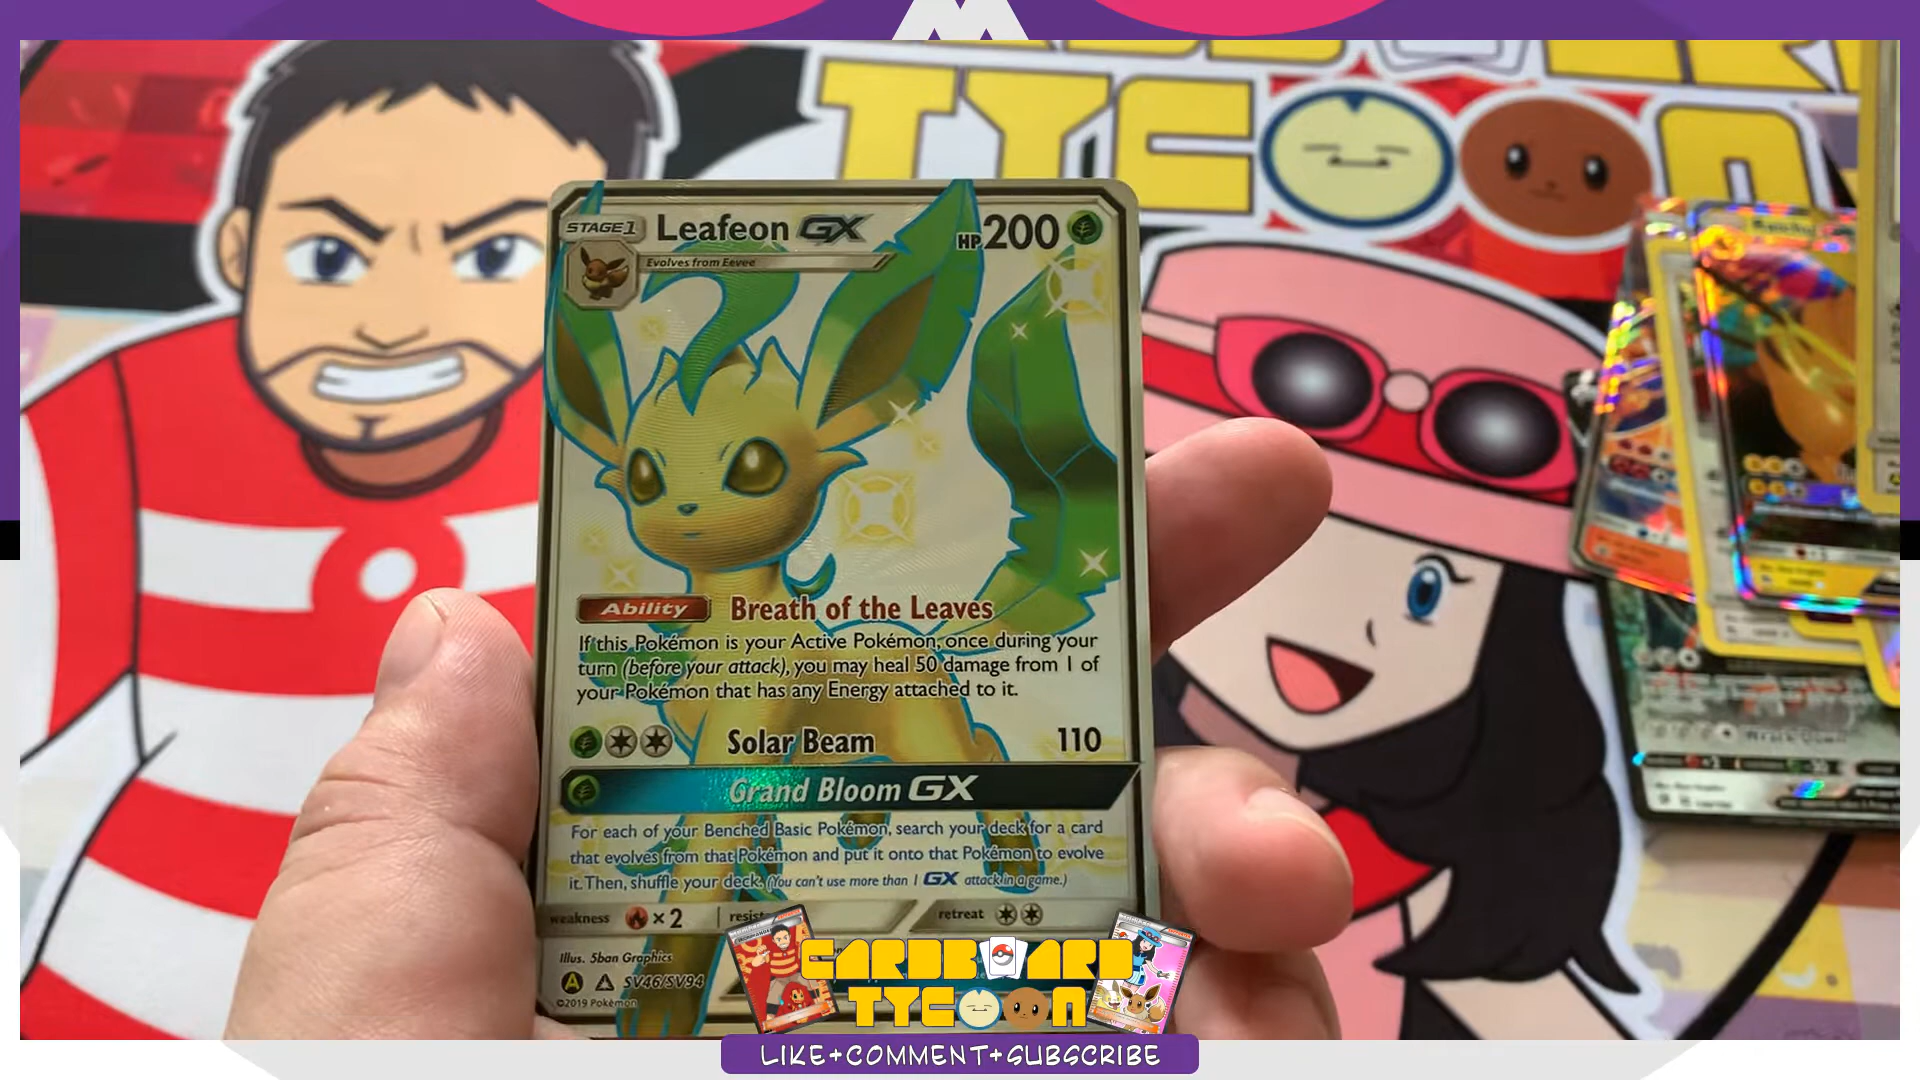 TYCOON
STAGE 1 Leafeon GX HP 200
Evolves from Eevee
Ability Breath of the Leaves
If this Pokémon is your Active Pokémon, once during your
turn (before your attack), you may heal 50 damage from 1 of
your Pokémon that has any Energy attached to it.
Solar Beam 110
Grand Bloom GX
For each of your Benched Basic Pokémon, search your deck for a card
that evolves from that Pokémon and put it onto that Pokémon to evolve
it. Then, shuffle your deck. (You can't use more than 1 GX attack in a game.)
weakness ×2 retreat
Illus. 5ban Graphics
A SV46/SV94
©2019 Pokémon
CARDBOARD
TYCOON
LIKE+COMMENT+SUBSCRIBE